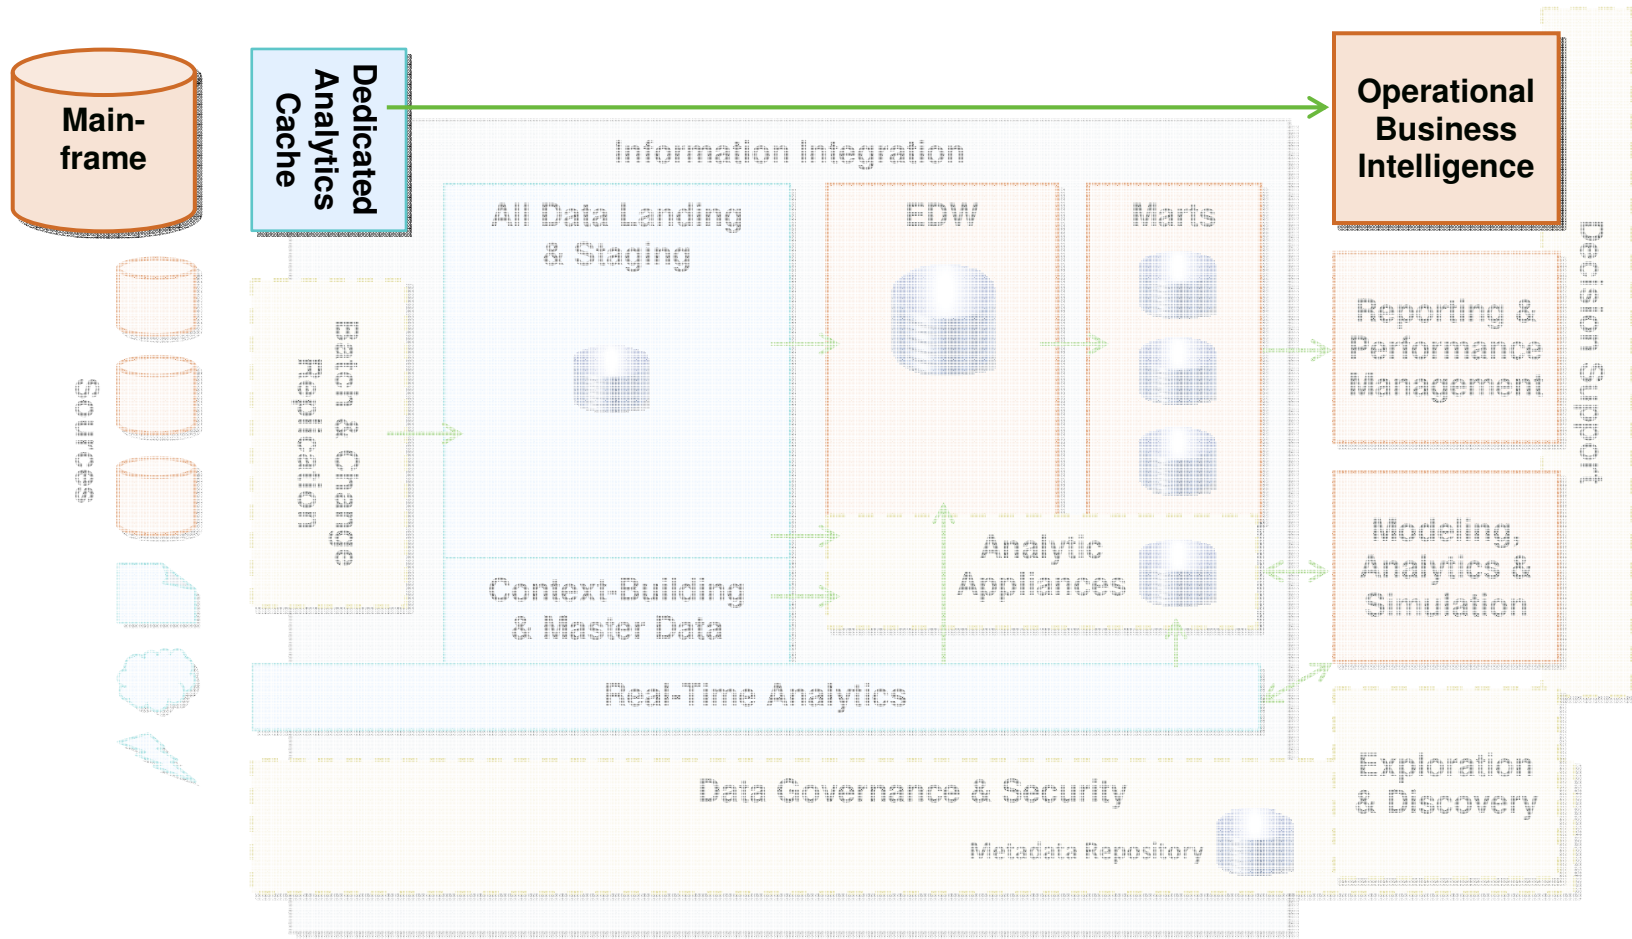 Main-
frame
Dedicated
Analytics
Cache
Operational
Business
Intelligence
Information Integration
All Data Landing
& Staging
EDW
Marts
Sources
Batch & Change
Replication
Reporting &
Performance
Management
Decision Support
Analytic
Appliances
Modeling,
Analytics &
Simulation
Context-Building
& Master Data
Real-Time Analytics
Data Governance & Security
Metadata Repository
Exploration
& Discovery